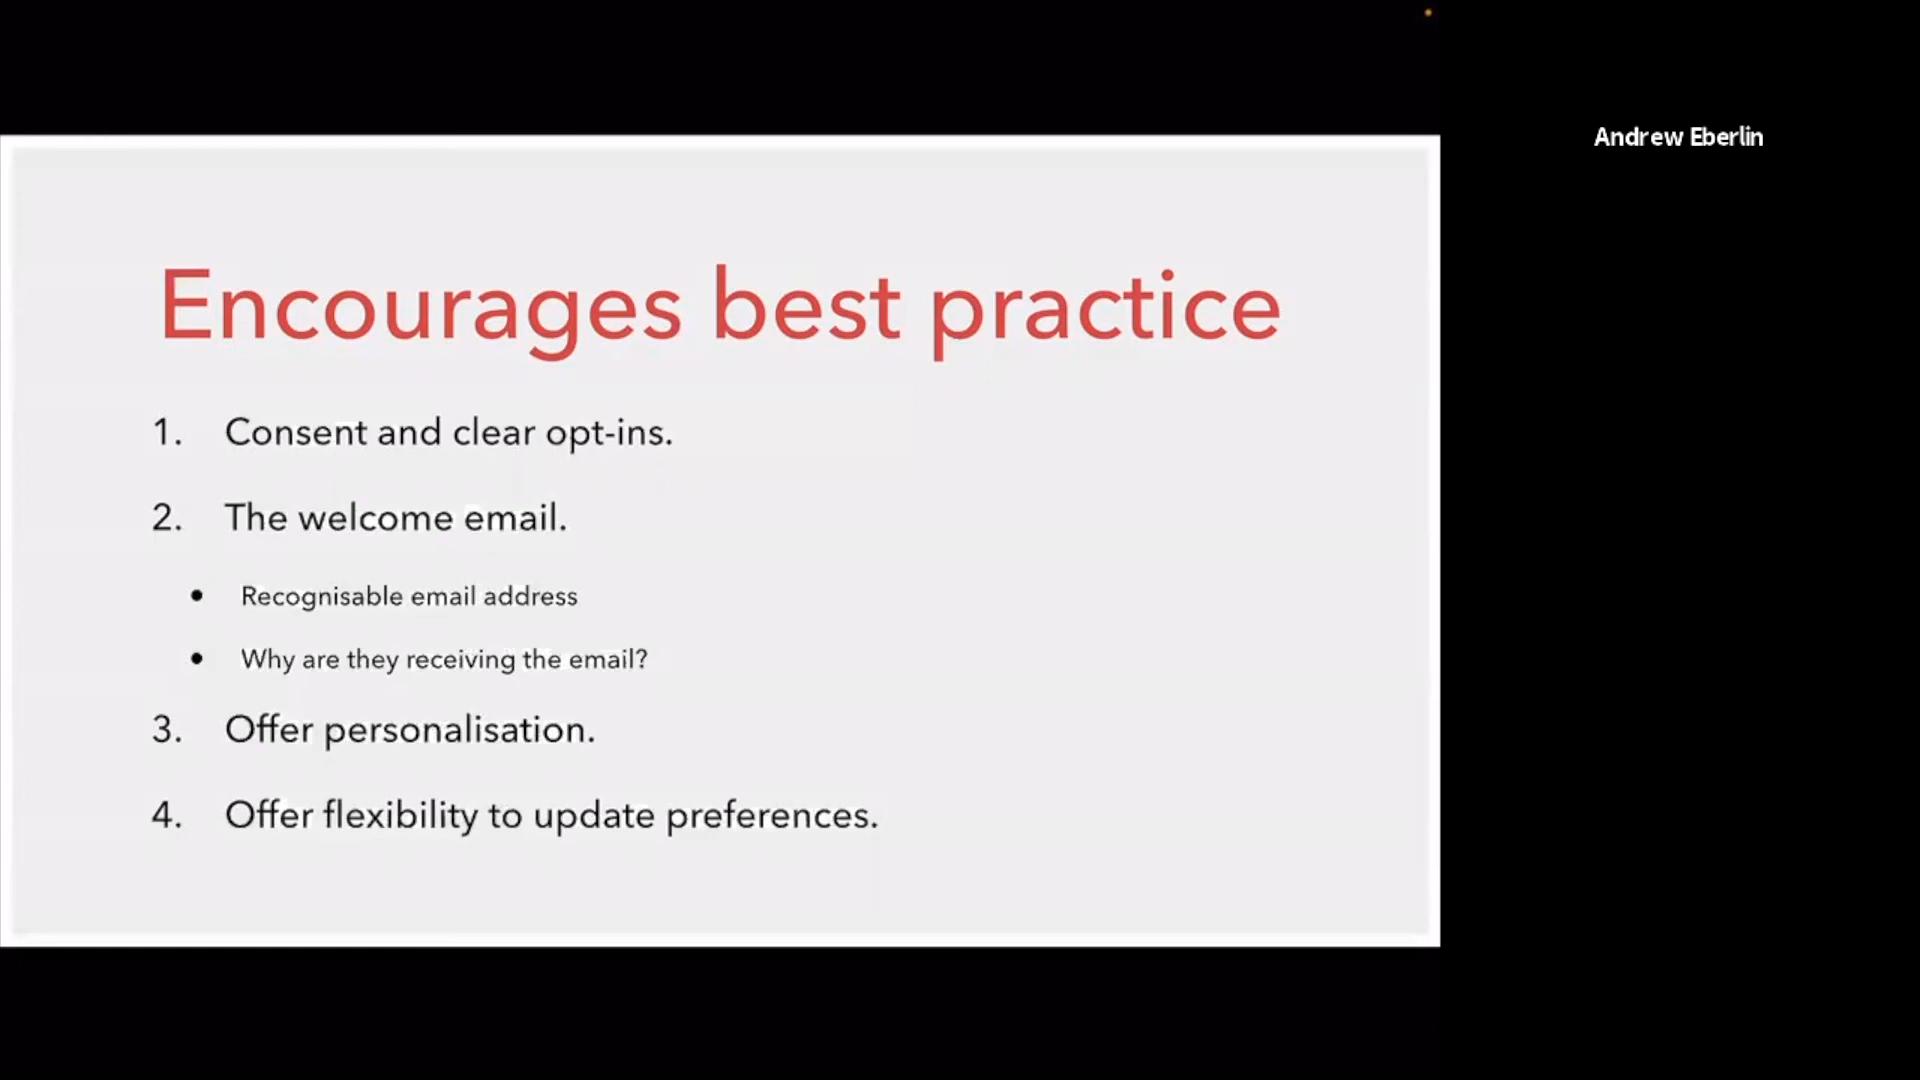 Andrew Eberlin
Encourages best practice
1. Consent and clear opt-ins.
2. The welcome email.
• Recognisable email address
• Why are they receiving the email?
3. Offer personalisation.
4. Offer flexibility to update preferences.